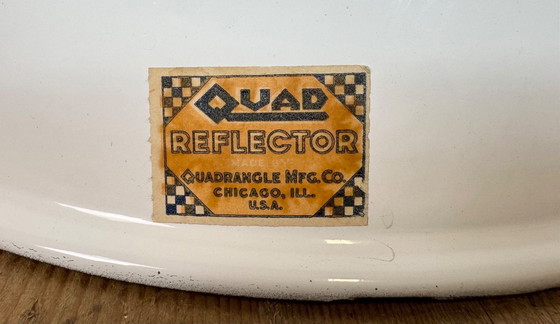 QUAD
REFLECTOR
MADE BY
QUADRANGLE MFG. CO.
CHICAGO, ILL.
U.S.A.